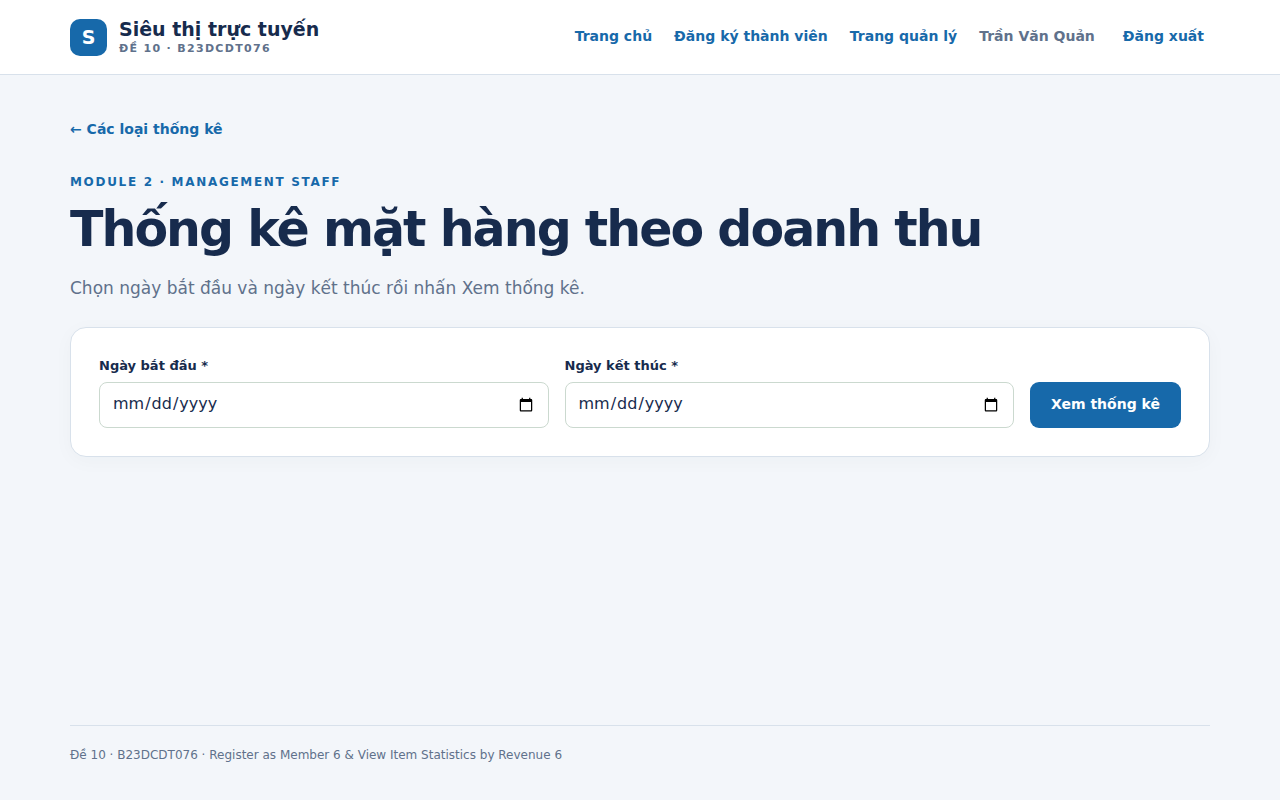 S
Siêu thị trực tuyến
ĐỀ 10 · B23DCDT076
Trang chủ
Đăng ký thành viên
Trang quản lý
Trần Văn Quản
Đăng xuất
← Các loại thống kê
MODULE 2 · MANAGEMENT STAFF
Thống kê mặt hàng theo doanh thu
Chọn ngày bắt đầu và ngày kết thúc rồi nhấn Xem thống kê.
Ngày bắt đầu *
Ngày kết thúc *
mm/dd/yyyy
mm/dd/yyyy
Xem thống kê
Đề 10 · B23DCDT076 · Register as Member 6 & View Item Statistics by Revenue 6